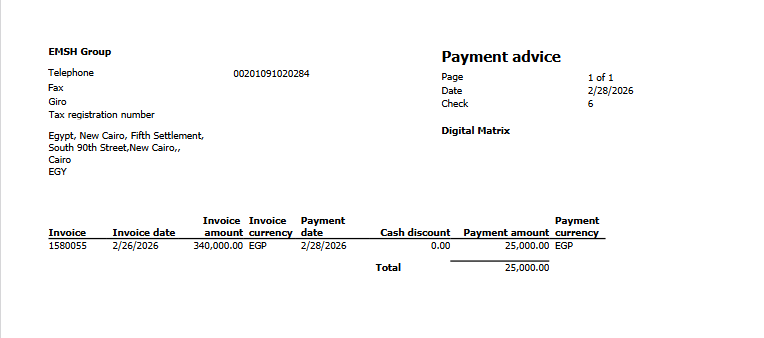 EMSH Group
Payment advice
Telephone 00201091020284
Page 1 of 1
Fax
Date 2/28/2026
Giro
Check 6
Tax registration number
Digital Matrix
Egypt, New Cairo, Fifth Settlement,
South 90th Street,New Cairo,,
Cairo
EGY
Invoice Invoice date Invoice amount Invoice currency Payment date Cash discount Payment amount Payment currency
1580055 2/26/2026 340,000.00 EGP 2/28/2026 0.00 25,000.00 EGP
Total 25,000.00